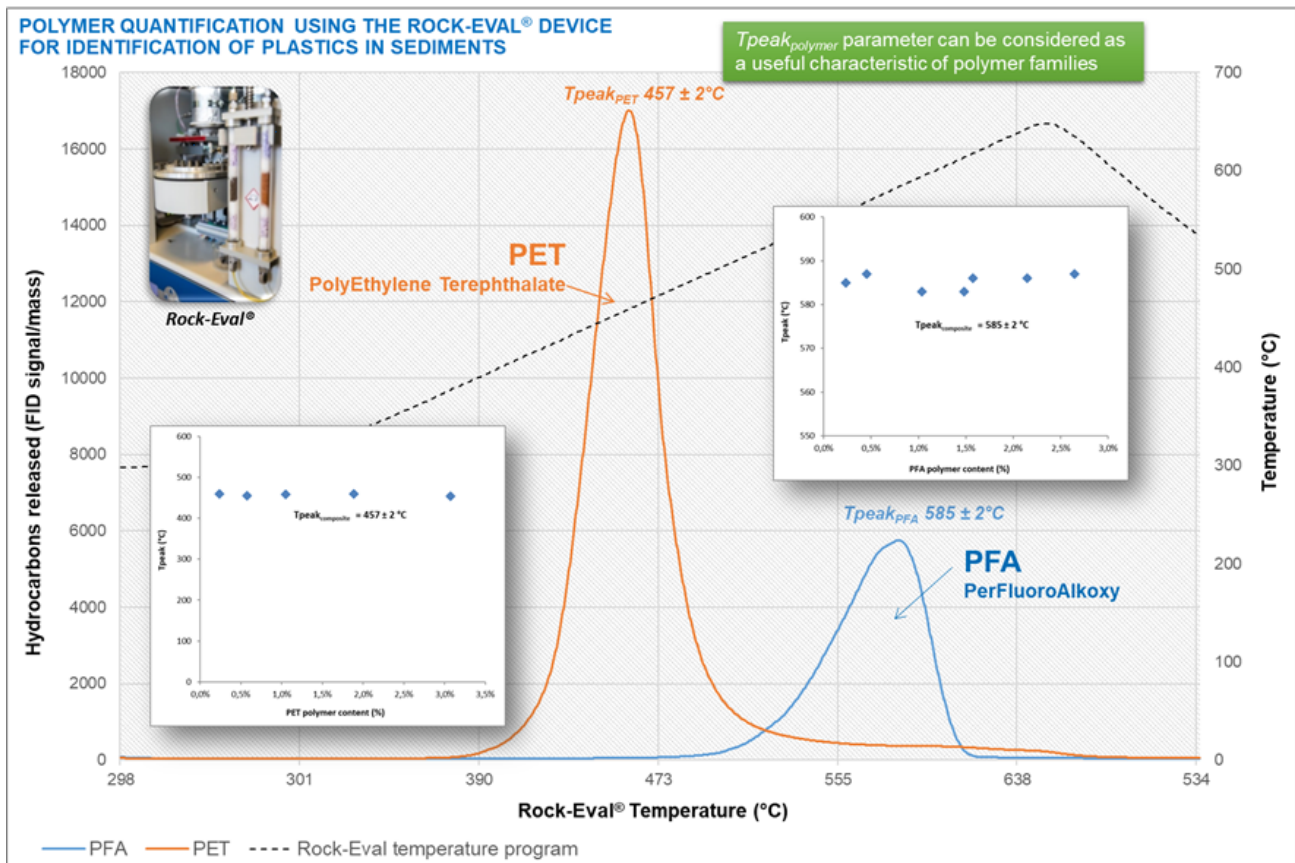 POLYMER QUANTIFICATION USING THE ROCK-EVAL® DEVICE
FOR IDENTIFICATION OF PLASTICS IN SEDIMENTS
Tpeakpolymer parameter can be considered as
a useful characteristic of polymer families
18000
16000
14000
12000
10000
8000
6000
4000
2000
0
Hydrocarbons released (FID signal/mass)
Rock-Eval®
TpeakPET 457 ± 2°C
PET
PolyEthylene Terephthalate
600
500
400
300
200
100
0
Tpeak (°C)
Tpeakcomposite = 457 ± 2 °C
0,0% 0,5% 1,0% 1,5% 2,0% 2,5% 3,0% 3,5%
PET polymer content (%)
600
590
580
570
560
550
Tpeak (°C)
Tpeakcomposite = 585 ± 2 °C
0,0% 0,5% 1,0% 1,5% 2,0% 2,5% 3,0%
PFA polymer content (%)
TpeakPFA 585 ± 2°C
PFA
PerFluoroAlkoxy
700
600
500
400
300
200
100
0
Temperature (°C)
298 301 390 473 555 638 534
Rock-Eval® Temperature (°C)
PFA PET Rock-Eval temperature program